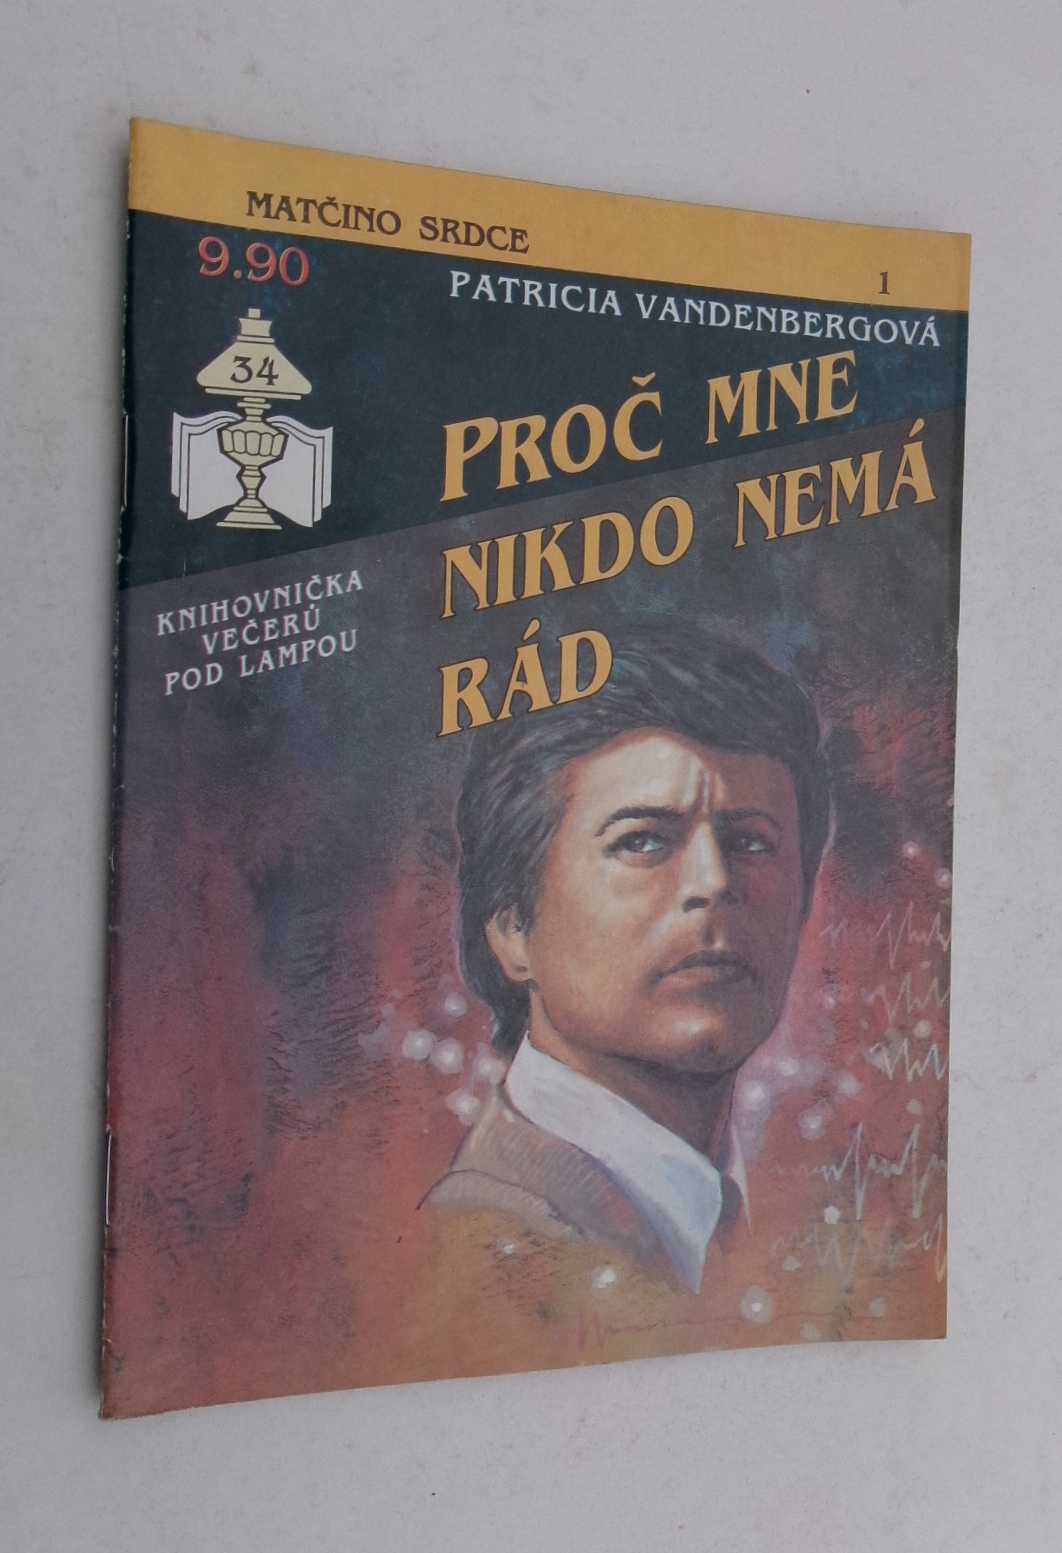 MATČINO SRDCE
1
9.90
PATRICIA VANDENBERGOVÁ
34
PROČ MNE
NIKDO NEMÁ
RÁD
KNIHOVNIČKA
VEČERŮ
POD LAMPOU